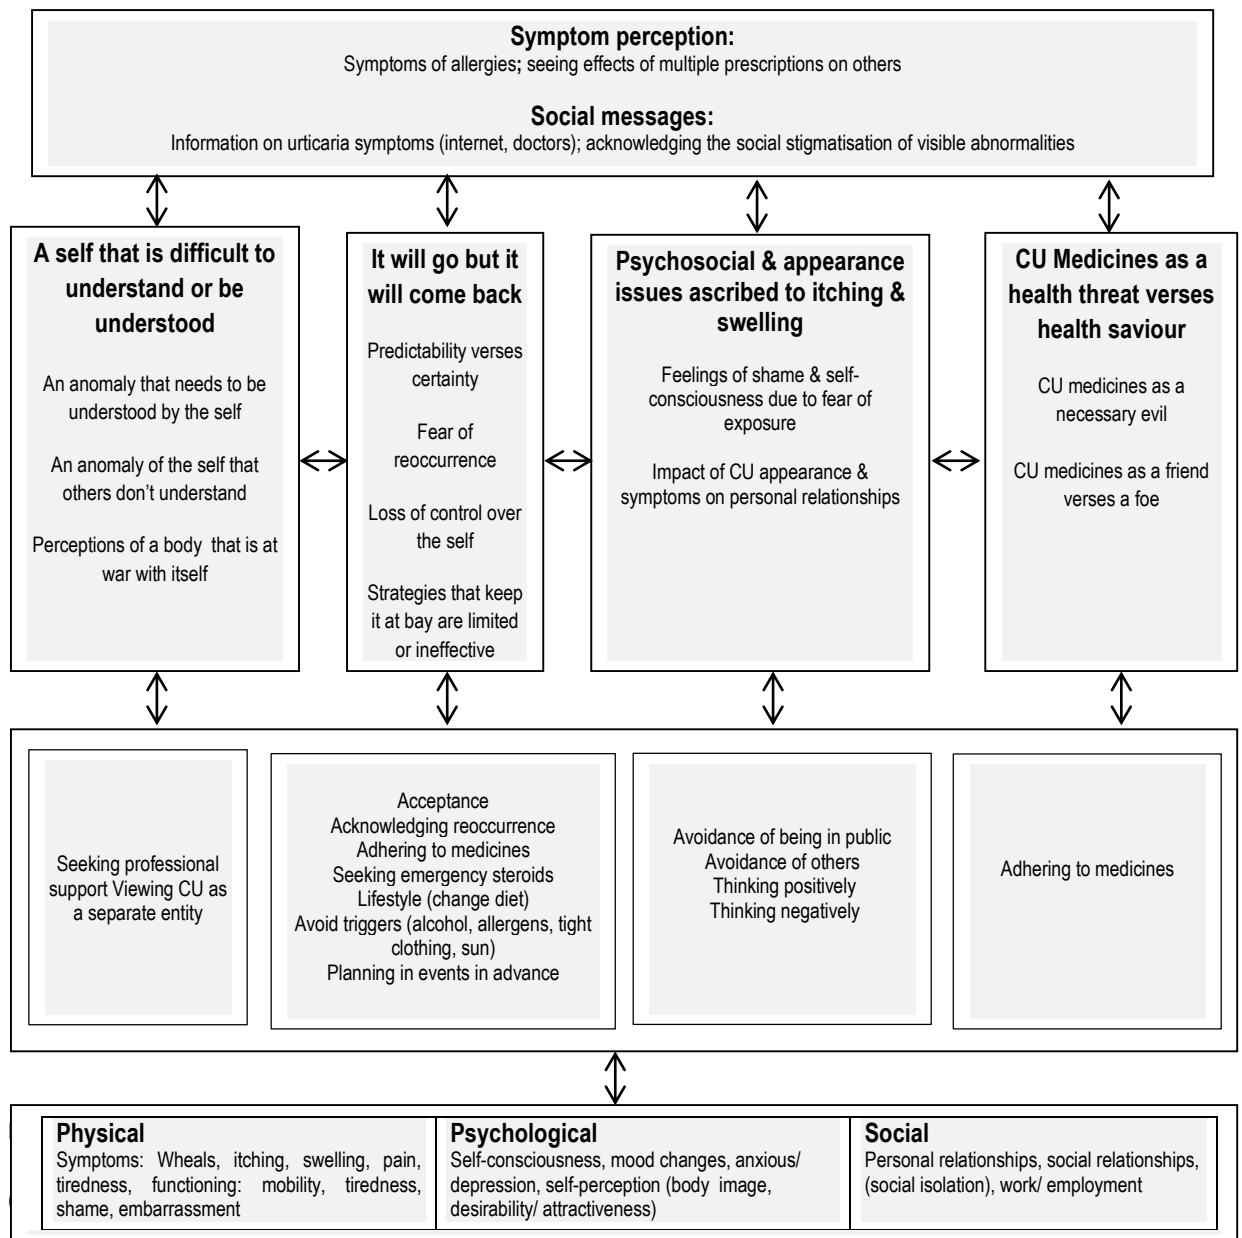 Symptom perception:
Symptoms of allergies; seeing effects of multiple prescriptions on others
Social messages:
Information on urticaria symptoms (internet, doctors); acknowledging the social stigmatisation of visible abnormalities
A self that is difficult to
understand or be
understood
An anomaly that needs to be
understood by the self
An anomaly of the self that
others don’t understand
Perceptions of a body that is at
war with itself
It will go but it
will come back
Predictability verses
certainty
Fear of
reoccurrence
Loss of control over
the self
Strategies that keep
it at bay are limited
or ineffective
Psychosocial & appearance
issues ascribed to itching &
swelling
Feelings of shame & self-
consciousness due to fear of
exposure
Impact of CU appearance &
symptoms on personal relationships
CU Medicines as a
health threat verses
health saviour
CU medicines as a
necessary evil
CU medicines as a friend
verses a foe
Seeking professional
support Viewing CU as
a separate entity
Acceptance
Acknowledging reoccurrence
Adhering to medicines
Seeking emergency steroids
Lifestyle (change diet)
Avoid triggers (alcohol, allergens, tight
clothing, sun)
Planning in events in advance
Avoidance of being in public
Avoidance of others
Thinking positively
Thinking negatively
Adhering to medicines
Physical
Symptoms: Wheals, itching, swelling, pain,
tiredness, functioning: mobility, tiredness,
shame, embarrassment
Psychological
Self-consciousness, mood changes, anxious/
depression, self-perception (body image,
desirability/ attractiveness)
Social
Personal relationships, social relationships,
(social isolation), work/ employment